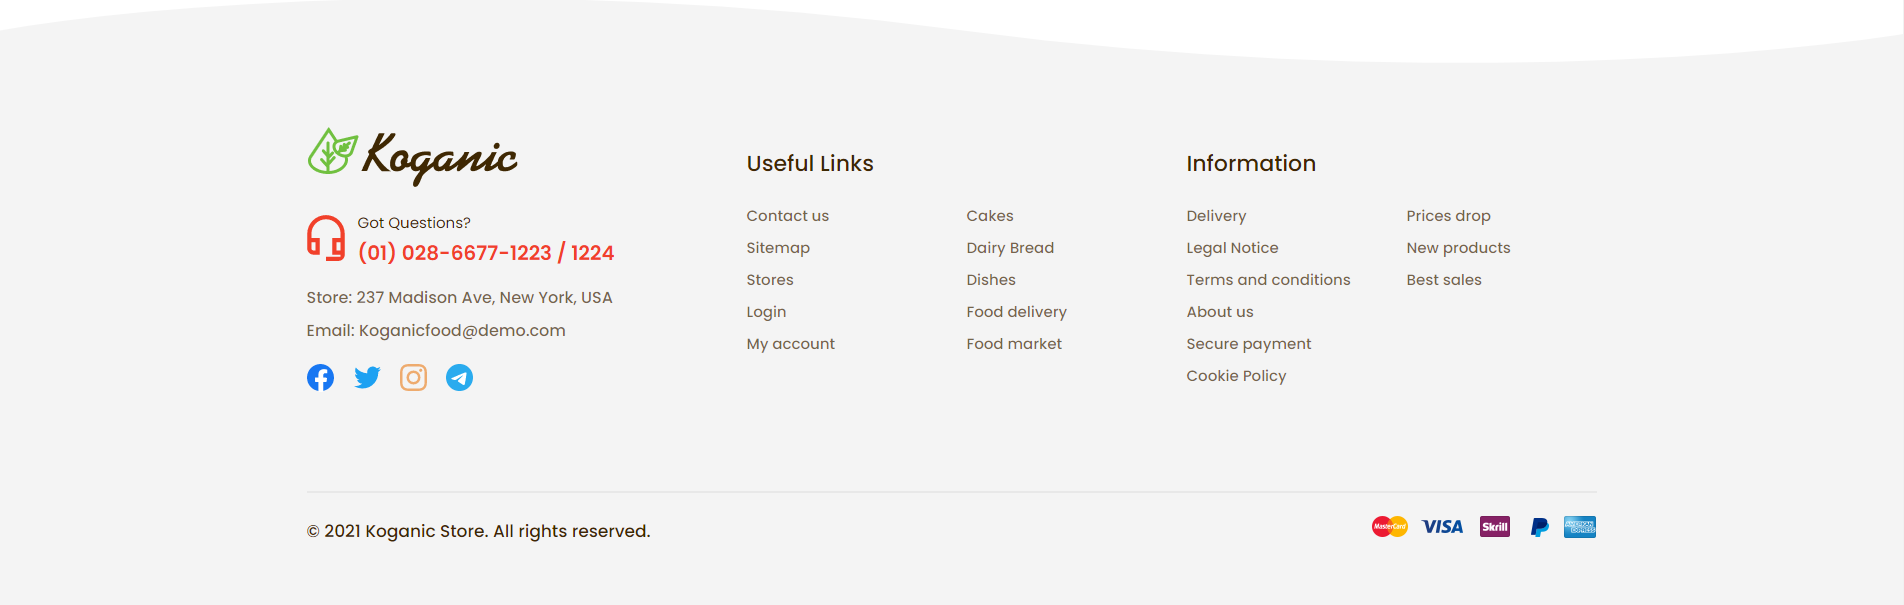 Koganic
Got Questions?
(01) 028-6677-1223 / 1224
Store: 237 Madison Ave, New York, USA
Email: Koganicfood@demo.com
Useful Links
Contact us
Sitemap
Stores
Login
My account
Cakes
Dairy Bread
Dishes
Food delivery
Food market
Information
Delivery
Legal Notice
Terms and conditions
About us
Secure payment
Cookie Policy
Prices drop
New products
Best sales
© 2021 Koganic Store. All rights reserved.
MasterCard
VISA
Skrill
AMERICAN
EXPRESS